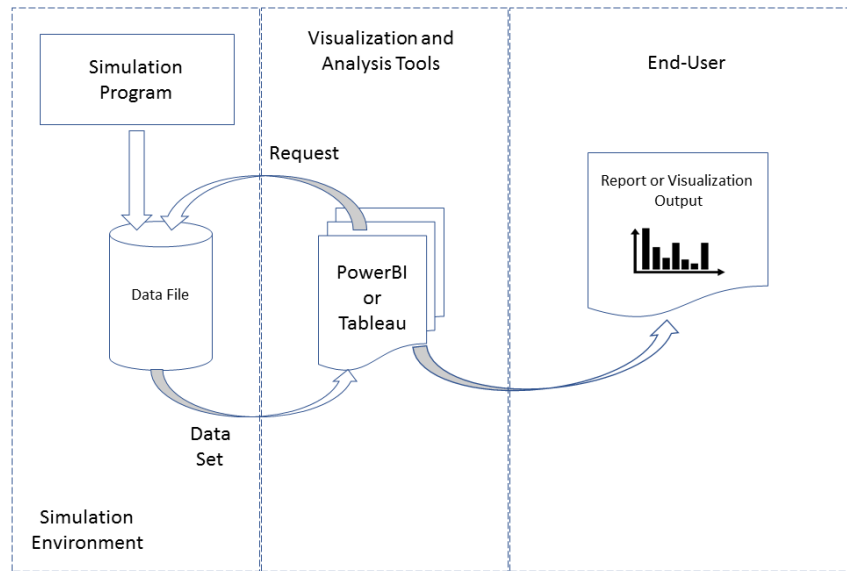 Simulation
Program
Visualization and
Analysis Tools
End-User
Request
Report or Visualization
Output
Data File
PowerBI
or
Tableau
Data
Set
Simulation
Environment